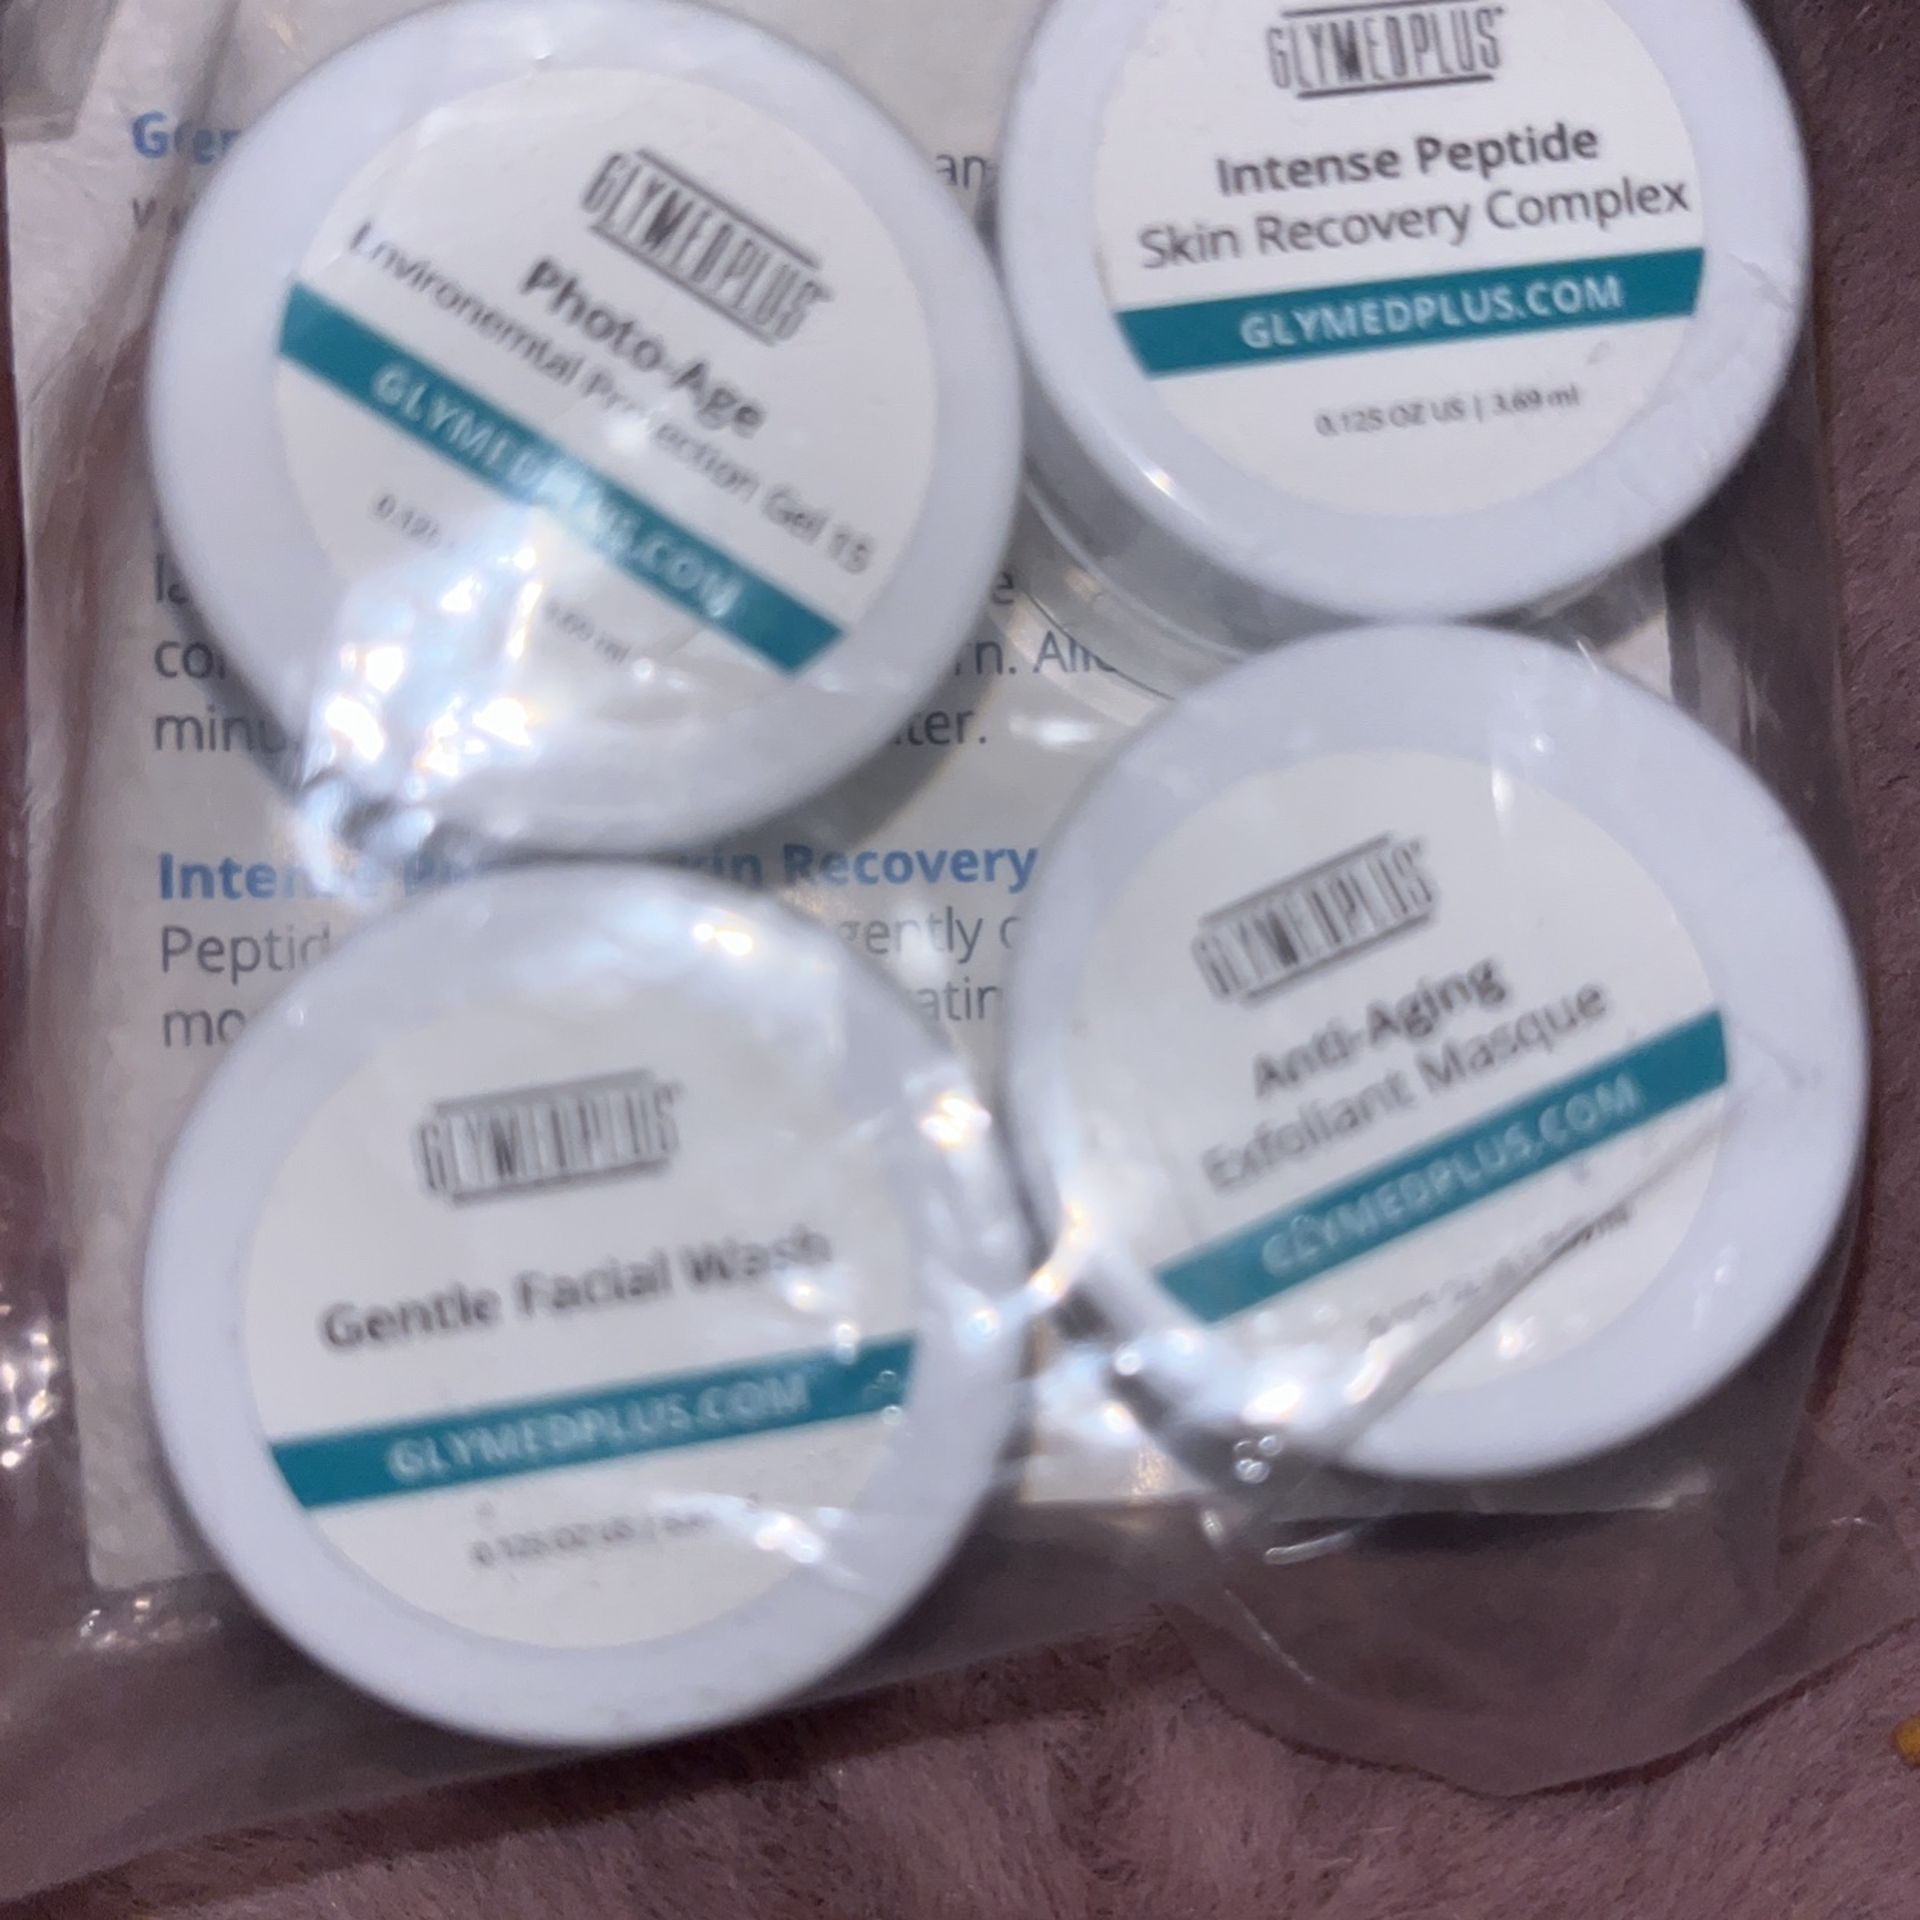 GLYMEDPLUS
Photo-Age
Environemtal Protection Gel 15
GLYMEDPLUS.COM
GLYMEDPLUS
Intense Peptide
Skin Recovery Complex
GLYMEDPLUS.COM
0.125 OZ US | 3.69 ml
minu
Recovery
Peptid
gently
mo
GLYMEDPLUS
Gentle Facial Wash
GLYMEDPLUS.COM
GLYMEDPLUS
Anti-Aging
Exfoliant Masque
GLYMEDPLUS.COM